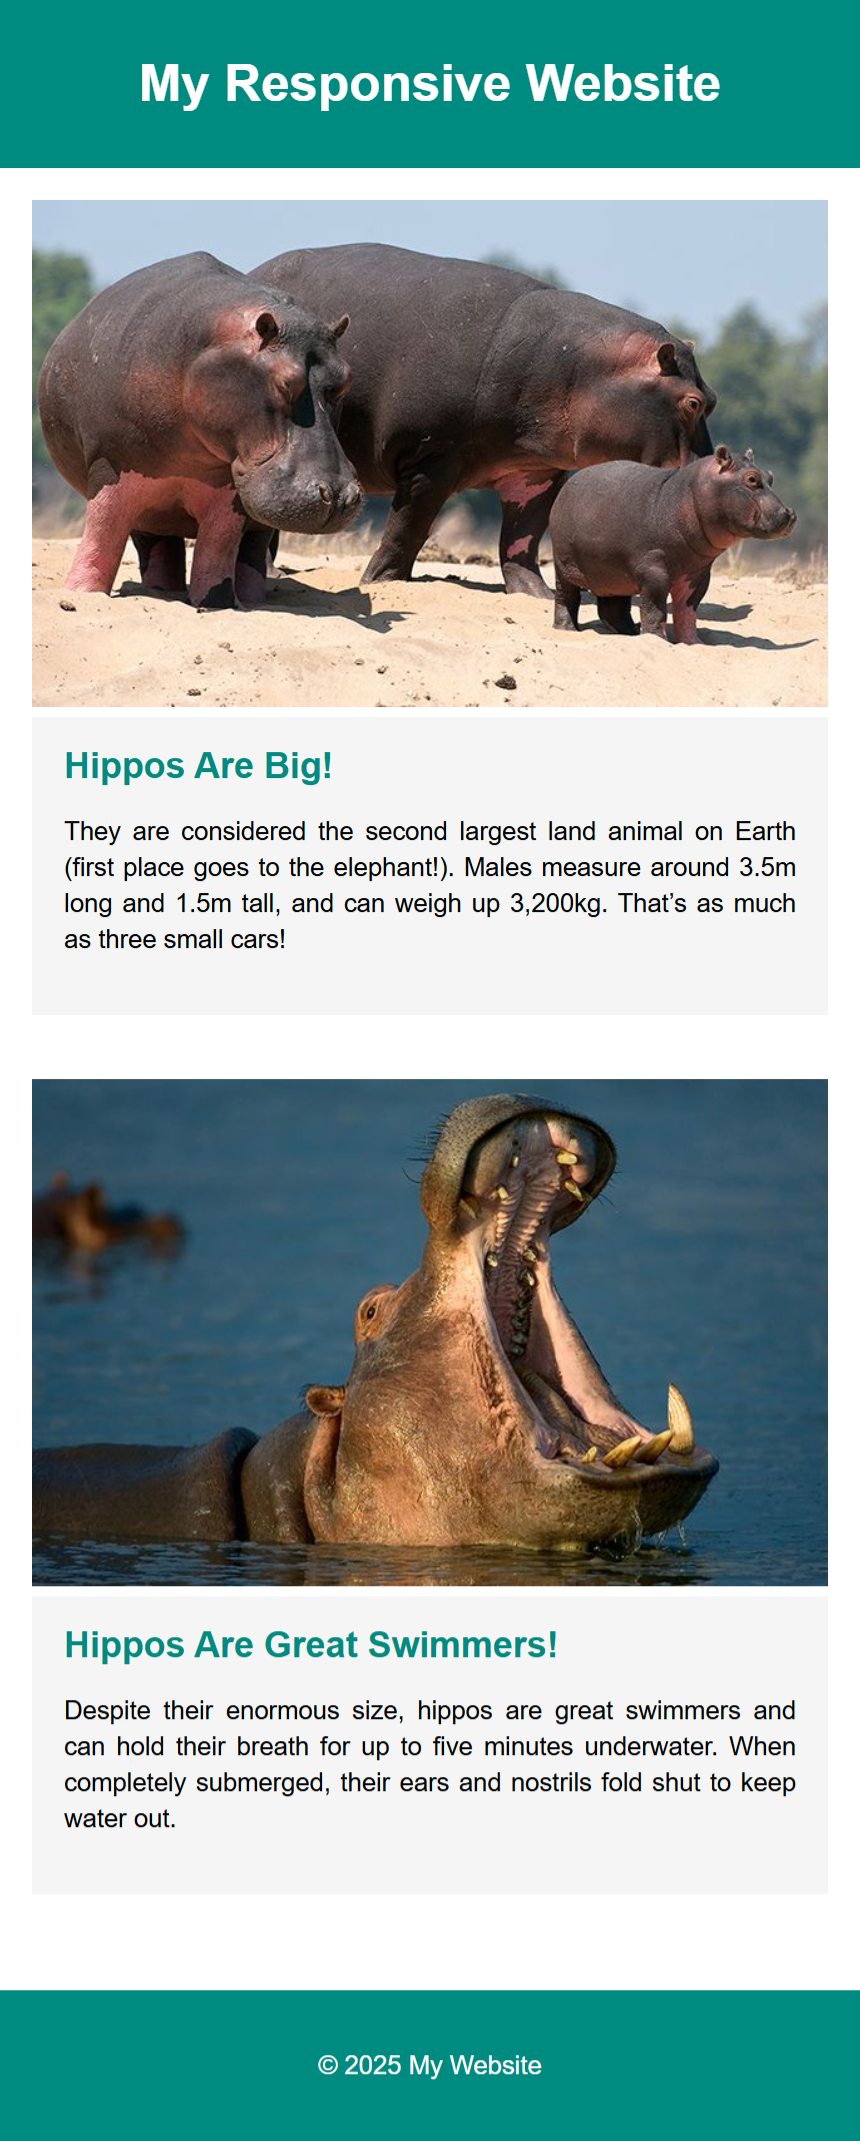 My Responsive Website
Hippos Are Big!
They are considered the second largest land animal on Earth
(first place goes to the elephant!). Males measure around 3.5m
long and 1.5m tall, and can weigh up 3,200kg. That’s as much
as three small cars!
Hippos Are Great Swimmers!
Despite their enormous size, hippos are great swimmers and
can hold their breath for up to five minutes underwater. When
completely submerged, their ears and nostrils fold shut to keep
water out.
© 2025 My Website